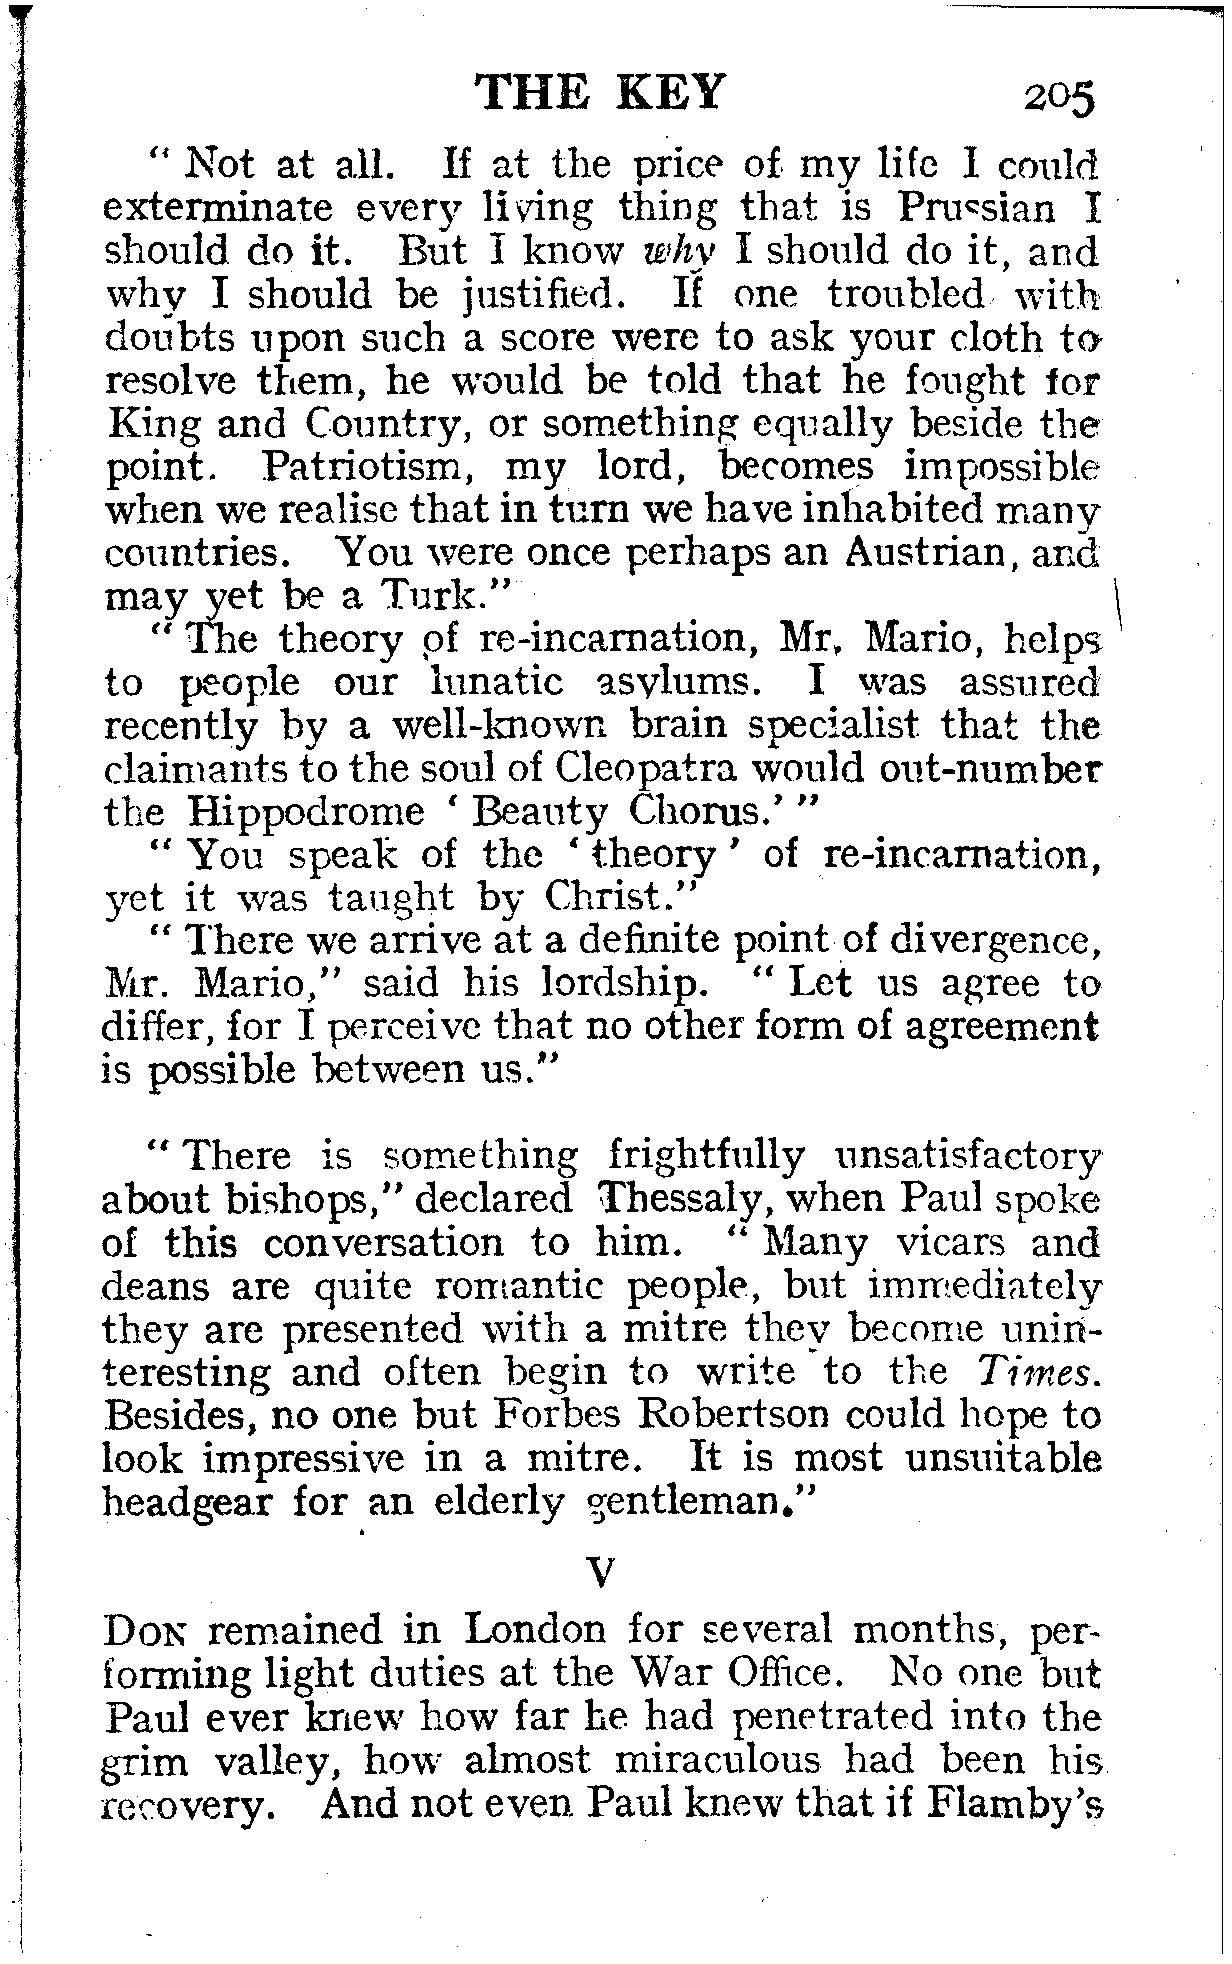 THE KEY 205
" Not at all. If at the price of my life I could
exterminate every living thing that is Prussian I
should do it. But I know why I should do it, and
why I should be justified. If one troubled with
doubts upon such a score were to ask your cloth to
resolve them, he would be told that he fought for
King and Country, or something equally beside the
point. Patriotism, my lord, becomes impossible
when we realise that in turn we have inhabited many
countries. You were once perhaps an Austrian, and
may yet be a Turk."
" The theory of re-incarnation, Mr. Mario, helps
to people our lunatic asylums. I was assured
recently by a well-known brain specialist that the
claimants to the soul of Cleopatra would out-number
the Hippodrome ‘ Beauty Chorus.’ "
" You speak of the ‘ theory ’ of re-incarnation,
yet it was taught by Christ."
" There we arrive at a definite point of divergence,
Mr. Mario," said his lordship. " Let us agree to
differ, for I perceive that no other form of agreement
is possible between us."
" There is something frightfully unsatisfactory
about bishops," declared Thessaly, when Paul spoke
of this conversation to him. " Many vicars and
deans are quite romantic people, but immediately
they are presented with a mitre they become unin-
teresting and often begin to write to the Times.
Besides, no one but Forbes Robertson could hope to
look impressive in a mitre. It is most unsuitable
headgear for an elderly gentleman."
V
DON remained in London for several months, per-
forming light duties at the War Office. No one but
Paul ever knew how far he had penetrated into the
grim valley, how almost miraculous had been his
recovery. And not even Paul knew that if Flamby's